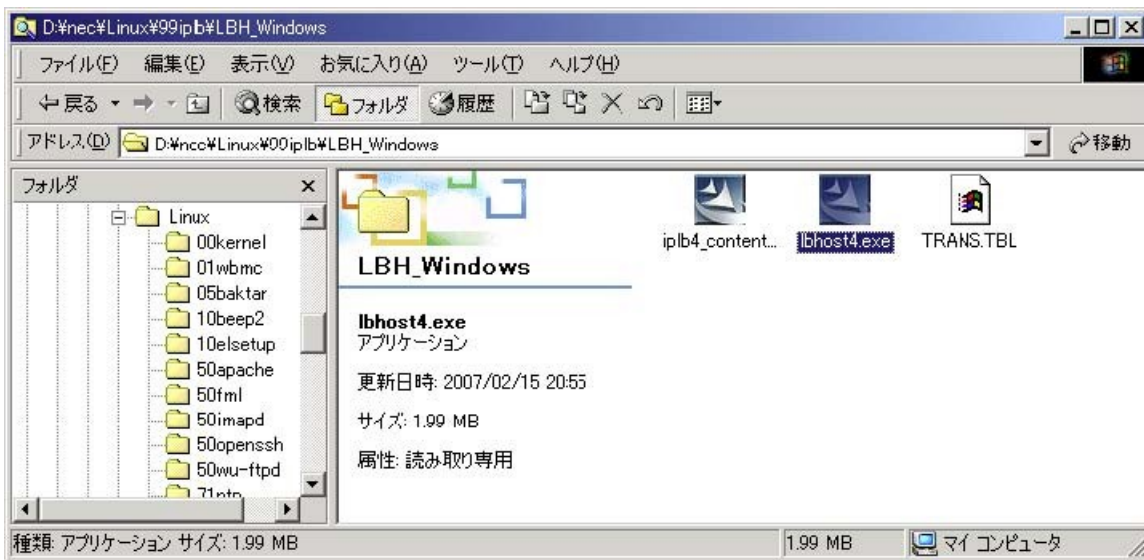 D:¥nec¥Linux¥99iplb¥LBH_Windows
ファイル(F) 編集(E) 表示(V) お気に入り(A) ツール(T) ヘルプ(H)
戻る 検索 フォルダ 履歴
アドレス(D) D:¥nec¥Linux¥99iplb¥LBH_Windows 移動
フォルダ
Linux
00kernel
01wbmc
05baktar
10beep2
10elsetup
50apache
50fml
50imapd
50openssh
50wu-ftpd
71ntp
LBH_Windows
lbhost4.exe
アプリケーション
更新日時: 2007/02/15 20:55
サイズ: 1.99 MB
属性: 読み取り専用
iplb4_content...
lbhost4.exe
TRANS.TBL
種類: アプリケーション サイズ: 1.99 MB
1.99 MB
マイ コンピュータ